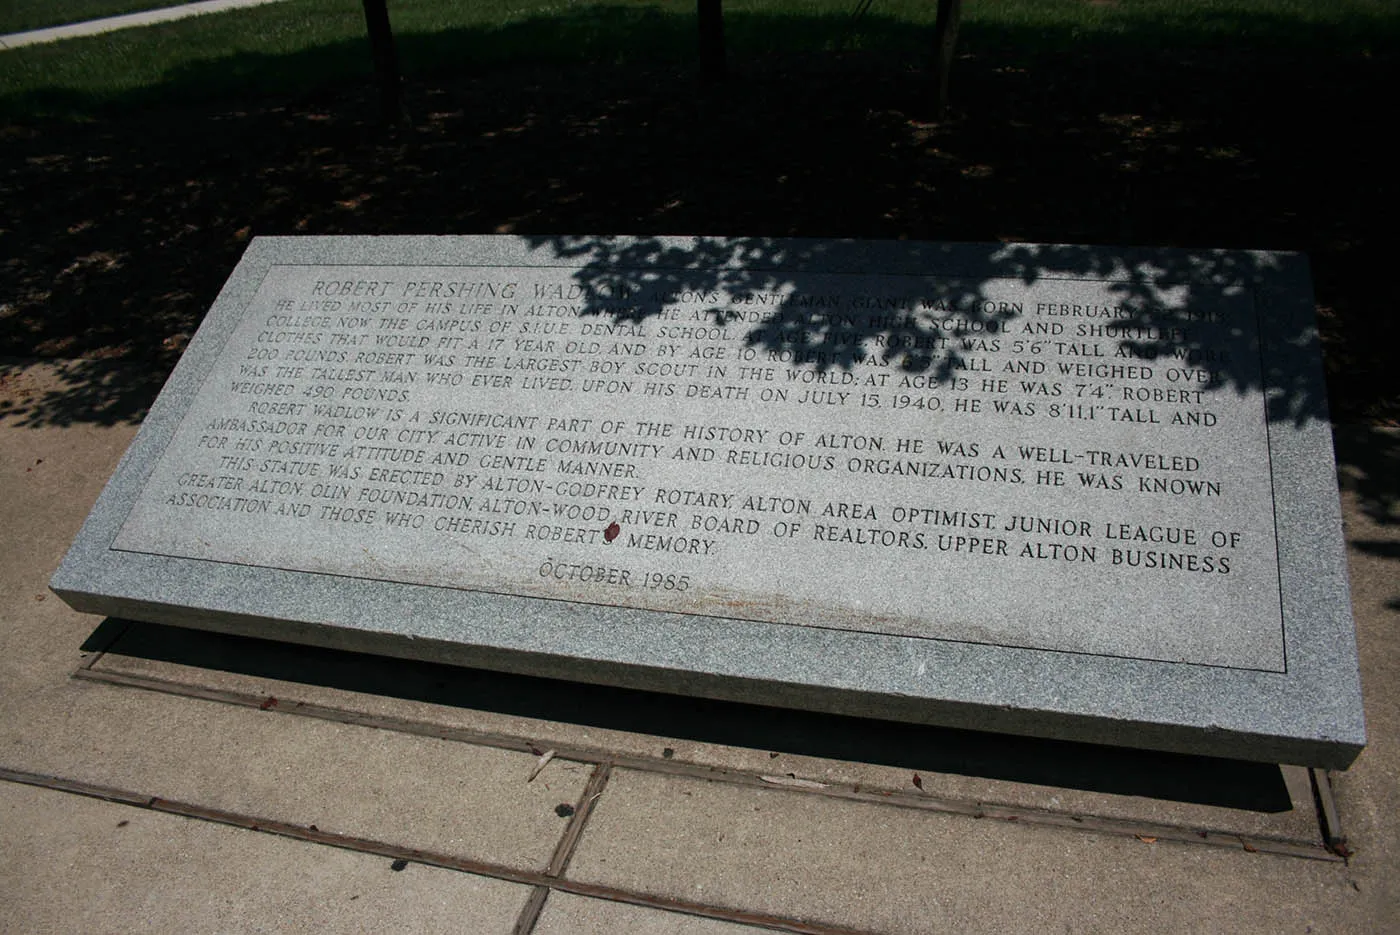 ROBERT PERSHING WADLOW, ALTON'S GENTLEMAN GIANT, WAS BORN FEBRUARY 22, 1918.
HE LIVED MOST OF HIS LIFE IN ALTON WHERE HE ATTENDED ALTON HIGH SCHOOL AND SHURTLEFF
COLLEGE, NOW THE CAMPUS OF S.I.U.E. DENTAL SCHOOL. AT AGE FIVE, ROBERT WAS 5'6" TALL AND WORE
CLOTHES THAT WOULD FIT A 17 YEAR OLD, AND BY AGE 10 ROBERT WAS 6'5" TALL AND WEIGHED OVER
200 POUNDS. ROBERT WAS THE LARGEST BOY SCOUT IN THE WORLD; AT AGE 13 HE WAS 7'4". ROBERT
WAS THE TALLEST MAN WHO EVER LIVED. UPON HIS DEATH ON JULY 15, 1940, HE WAS 8'11.1" TALL AND
WEIGHED 490 POUNDS.
ROBERT WADLOW IS A SIGNIFICANT PART OF THE HISTORY OF ALTON. HE WAS A WELL-TRAVELED
AMBASSADOR FOR OUR CITY, ACTIVE IN COMMUNITY AND RELIGIOUS ORGANIZATIONS, HE WAS KNOWN
FOR HIS POSITIVE ATTITUDE AND GENTLE MANNER.
THIS STATUE WAS ERECTED BY ALTON-GODFREY ROTARY, ALTON AREA OPTIMIST, JUNIOR LEAGUE OF
GREATER ALTON, OLIN FOUNDATION, ALTON-WOOD RIVER BOARD OF REALTORS, UPPER ALTON BUSINESS
ASSOCIATION AND THOSE WHO CHERISH ROBERT'S MEMORY.
OCTOBER 1985